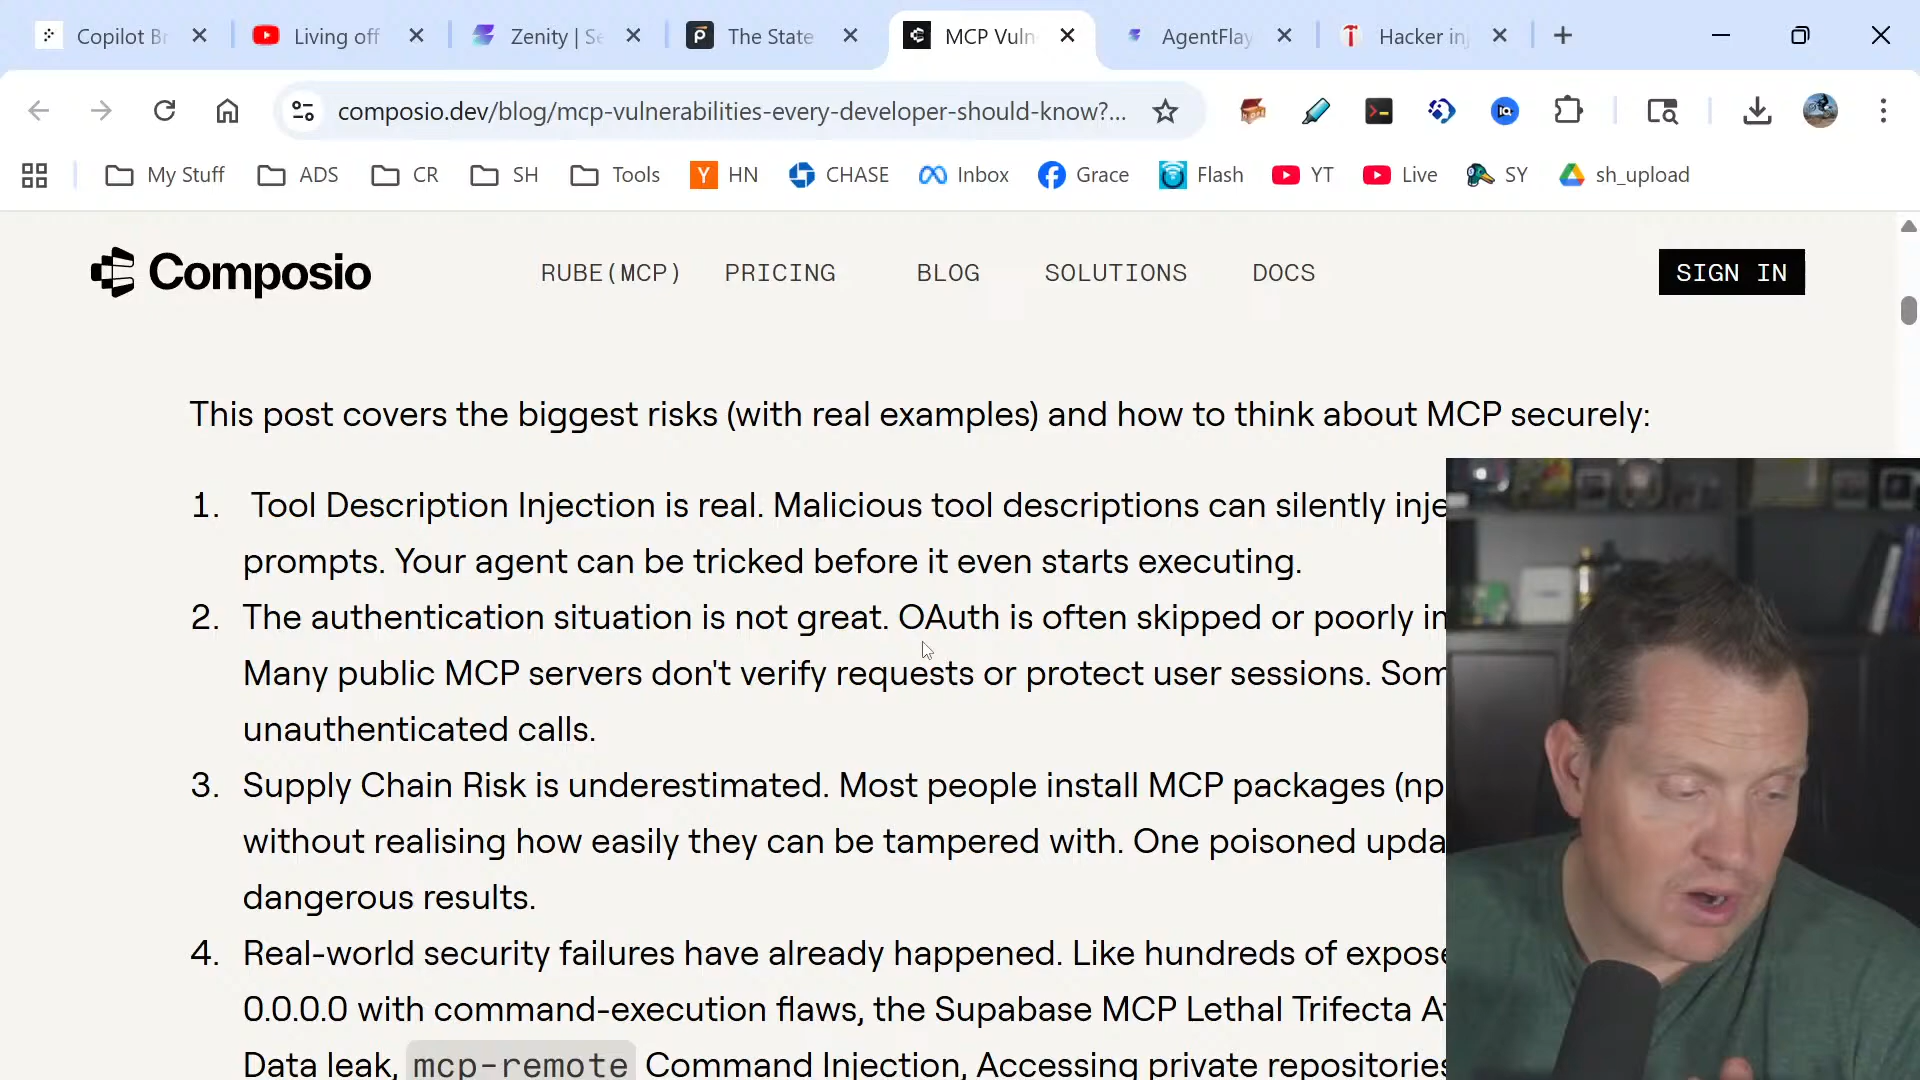 Copilot Br
Living off
Zenity | Se
The State
MCP Vuln
AgentFlay
Hacker inj
composio.dev/blog/mcp-vulnerabilities-every-developer-should-know?...
My Stuff
ADS
CR
SH
Tools
HN
CHASE
Inbox
Grace
Flash
YT
Live
SY
sh_upload
Composio
RUBE(MCP)
PRICING
BLOG
SOLUTIONS
DOCS
SIGN IN
This post covers the biggest risks (with real examples) and how to think about MCP securely:
1. Tool Description Injection is real. Malicious tool descriptions can silently inje
prompts. Your agent can be tricked before it even starts executing.
2. The authentication situation is not great. OAuth is often skipped or poorly im
Many public MCP servers don't verify requests or protect user sessions. Som
unauthenticated calls.
3. Supply Chain Risk is underestimated. Most people install MCP packages (np
without realising how easily they can be tampered with. One poisoned upda
dangerous results.
4. Real-world security failures have already happened. Like hundreds of expose
0.0.0.0 with command-execution flaws, the Supabase MCP Lethal Trifecta At
Data leak, mcp-remote Command Injection, Accessing private repositories